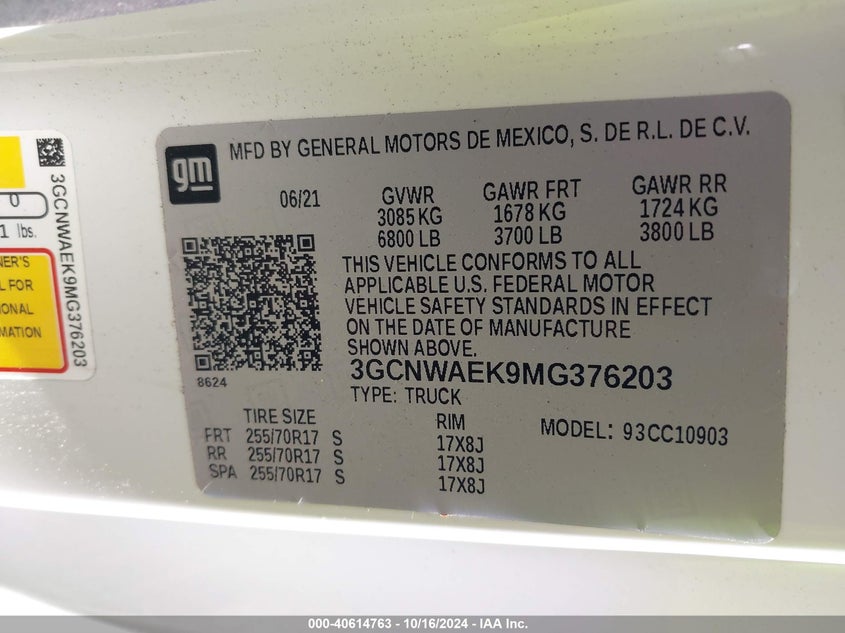 0
1 lbs.
NER'S
L FOR
IONAL
MATION
3GCNWAEK9MG376203
gm
MFD BY GENERAL MOTORS DE MEXICO, S. DE R.L. DE C.V.
06/21 GVWR GAWR FRT GAWR RR
3085 KG 1678 KG 1724 KG
6800 LB 3700 LB 3800 LB
THIS VEHICLE CONFORMS TO ALL
APPLICABLE U.S. FEDERAL MOTOR
VEHICLE SAFETY STANDARDS IN EFFECT
ON THE DATE OF MANUFACTURE
SHOWN ABOVE.
8624
3GCNWAEK9MG376203
TYPE: TRUCK
TIRE SIZE RIM MODEL: 93CC10903
FRT 255/70R17 S 17X8J
RR 255/70R17 S 17X8J
SPA 255/70R17 S 17X8J
000-40614763 - 10/16/2024 - IAA Inc.